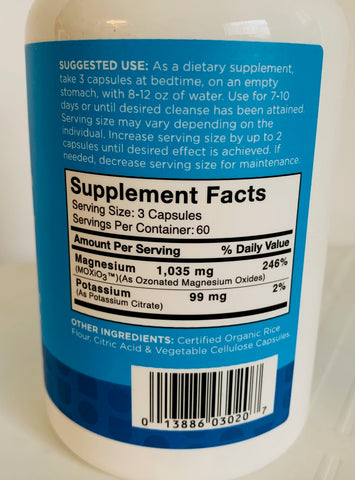 SUGGESTED USE: As a dietary supplement,
take 3 capsules at bedtime, on an empty
stomach, with 8-12 oz of water. Use for 7-10
days or until desired cleanse has been attained.
Serving size may vary depending on the
individual. Increase serving size by up to 2
capsules until desired effect is achieved. If
needed, decrease serving size for maintenance.
Supplement Facts
Serving Size: 3 Capsules
Servings Per Container: 60
Amount Per Serving % Daily Value
Magnesium 1,035 mg 246%
(MOXiO3™)(As Ozonated Magnesium Oxides)
Potassium 99 mg 2%
(As Potassium Citrate)
OTHER INGREDIENTS: Certified Organic Rice
Flour, Citric Acid & Vegetable Cellulose Capsules.
0 13886 03020 7